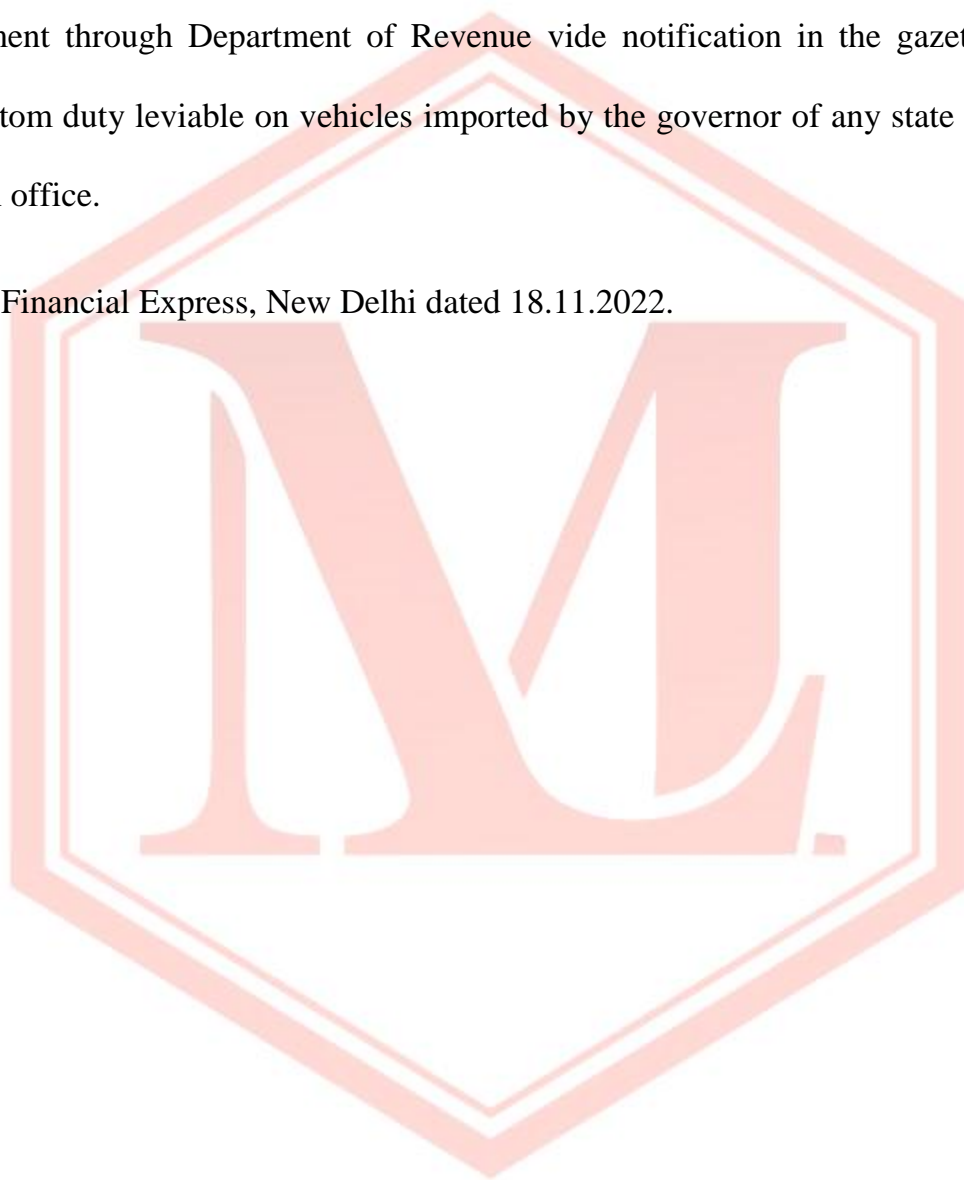 ment through Department of Revenue vide notification in the gazet
tom duty leviable on vehicles imported by the governor of any state
office.
Financial Express, New Delhi dated 18.11.2022.
ML.